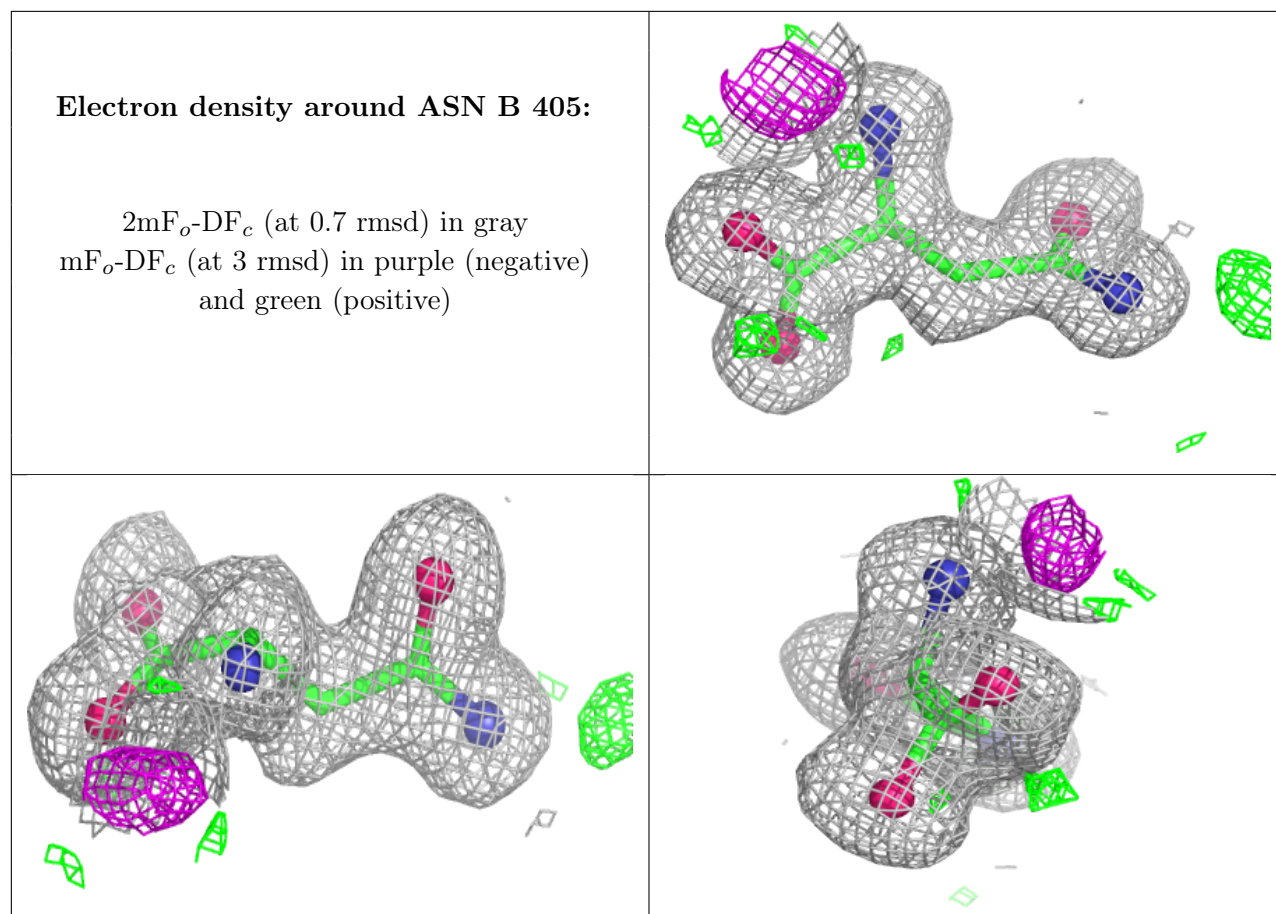 Electron density around ASN B 405:
2mFo-DFc (at 0.7 rmsd) in gray
mFo-DFc (at 3 rmsd) in purple (negative)
and green (positive)